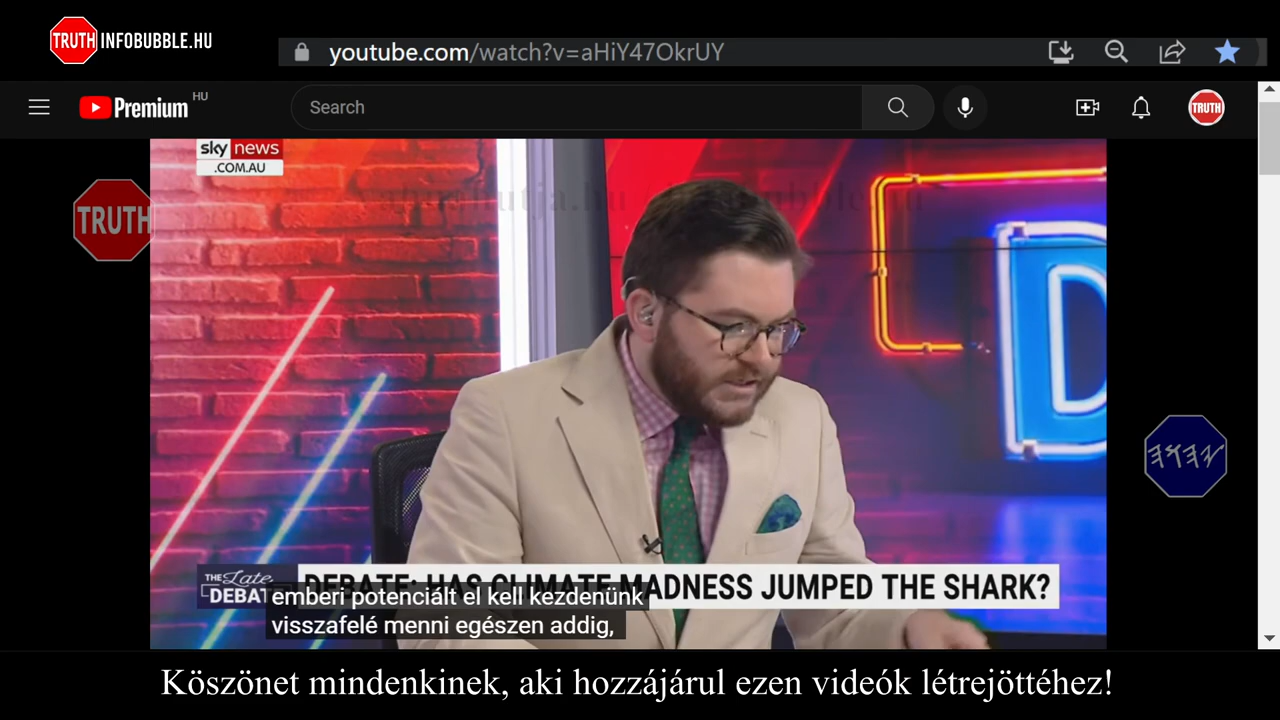 TRUTH INFOBUBBLE.HU
youtube.com/watch?v=aHiY47OkrUY
Premium HU
Search
TRUTH
sky news
.COM.AU
TRUTH
D
THE Late
DEBAT
DEBATE: HAS CLIMATE MADNESS JUMPED THE SHARK?
emberi potenciált el kell kezdenünk
visszafelé menni egészen addig,
Köszönet mindenkinek, aki hozzájárul ezen videók létrejöttéhez!